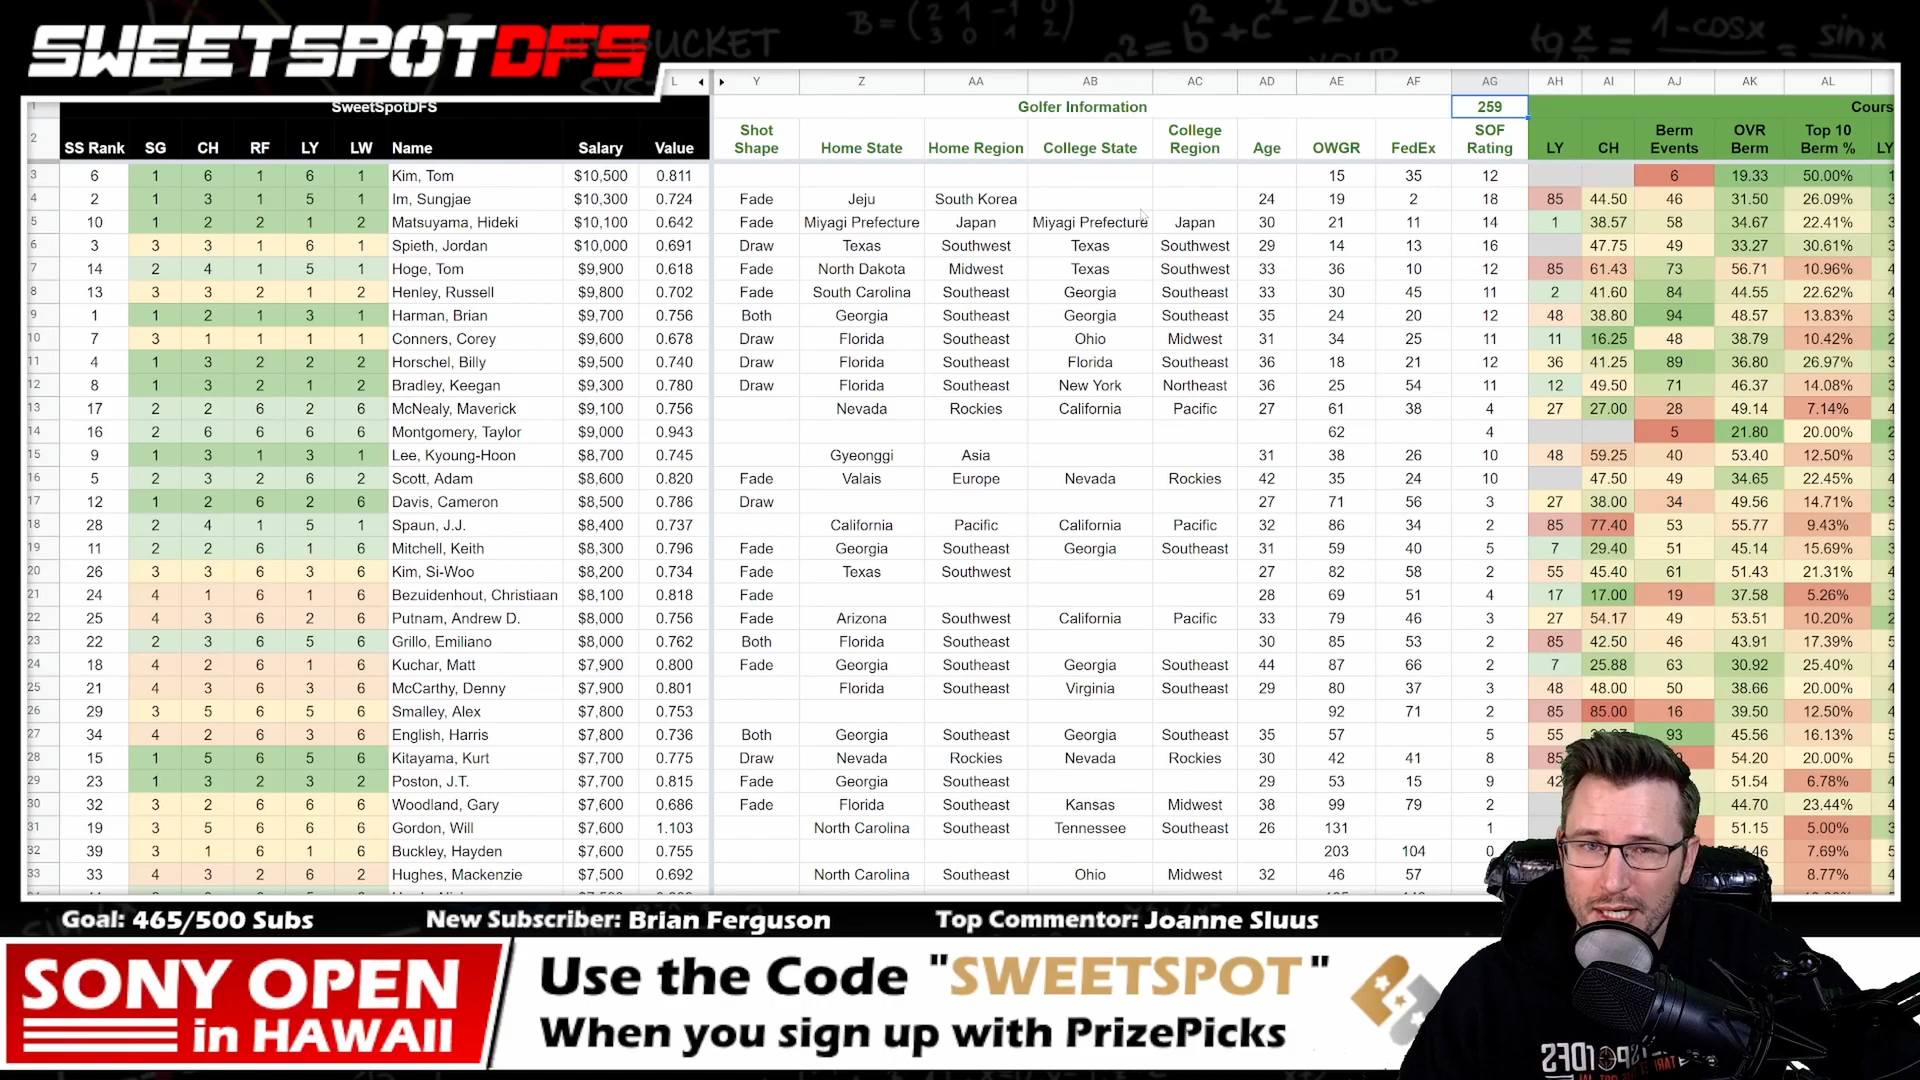 SWEETSPOTDFS
L Y Z AA AB AC AD AE AF AG AH AI AJ AK AL
1 SweetSpotDFS Golfer Information 259 Cours
2 SS Rank SG CH RF LY LW Name Salary Value Shot Shape Home State Home Region College State College Region Age OWGR FedEx SOF Rating LY CH Berm Events OVR Berm Top 10 Berm % LY
3 6 1 6 1 6 1 Kim, Tom $10,500 0.811 15 35 12 6 19.33 50.00%
4 2 1 3 1 5 1 Im, Sungjae $10,300 0.724 Fade Jeju South Korea 24 19 2 18 85 44.50 46 31.50 26.09%
5 10 1 2 2 1 2 Matsuyama, Hideki $10,100 0.642 Fade Miyagi Prefecture Japan Miyagi Prefecture Japan 30 21 11 14 1 38.57 58 34.67 22.41%
6 3 3 3 1 6 1 Spieth, Jordan $10,000 0.691 Draw Texas Southwest Texas Southwest 29 14 13 16 47.75 49 33.27 30.61%
7 14 2 4 1 5 1 Hoge, Tom $9,900 0.618 Fade North Dakota Midwest Texas Southwest 33 36 10 12 85 61.43 73 56.71 10.96%
8 13 3 3 2 1 2 Henley, Russell $9,800 0.702 Fade South Carolina Southeast Georgia Southeast 33 30 45 11 2 41.60 84 44.55 22.62%
9 1 1 2 1 3 1 Harman, Brian $9,700 0.756 Both Georgia Southeast Georgia Southeast 35 24 20 12 48 38.80 94 48.57 13.83%
10 7 3 1 1 1 1 Conners, Corey $9,600 0.678 Draw Florida Southeast Ohio Midwest 31 34 25 11 11 16.25 48 38.79 10.42%
11 4 1 3 2 2 2 Horschel, Billy $9,500 0.740 Draw Florida Southeast Florida Southeast 36 18 21 12 36 41.25 89 36.80 26.97%
12 8 1 3 2 1 2 Bradley, Keegan $9,300 0.780 Draw Florida Southeast New York Northeast 36 25 54 11 12 49.50 71 46.37 14.08%
13 17 2 2 6 2 6 McNealy, Maverick $9,100 0.756 Nevada Rockies California Pacific 27 61 38 4 27 27.00 28 49.14 7.14%
14 16 2 6 6 6 6 Montgomery, Taylor $9,000 0.943 62 4 5 21.80 20.00%
15 9 1 3 1 3 1 Lee, Kyoung-Hoon $8,700 0.745 Gyeonggi Asia 31 38 26 10 48 59.25 40 53.40 12.50%
16 5 2 3 2 6 2 Scott, Adam $8,600 0.820 Fade Valais Europe Nevada Rockies 42 35 24 10 47.50 49 34.65 22.45%
17 12 1 2 6 2 6 Davis, Cameron $8,500 0.786 Draw 27 71 56 3 27 38.00 34 49.56 14.71%
18 28 2 4 1 5 1 Spaun, J.J. $8,400 0.737 California Pacific California Pacific 32 86 34 2 85 77.40 53 55.77 9.43%
19 11 2 2 6 1 6 Mitchell, Keith $8,300 0.796 Fade Georgia Southeast Georgia Southeast 31 59 40 5 7 29.40 51 45.14 15.69%
20 26 3 3 6 3 6 Kim, Si-Woo $8,200 0.734 Fade Texas Southwest 27 82 58 2 55 45.40 61 51.43 21.31%
21 24 4 1 6 1 6 Bezuidenhout, Christiaan $8,100 0.818 Fade 28 69 51 4 17 17.00 19 37.58 5.26%
22 25 4 3 6 2 6 Putnam, Andrew D. $8,000 0.756 Fade Arizona Southwest California Pacific 33 79 46 3 27 54.17 49 53.51 10.20%
23 22 2 3 6 5 6 Grillo, Emiliano $8,000 0.762 Both Florida Southeast 30 85 53 2 85 42.50 46 43.91 17.39%
24 18 4 2 6 1 6 Kuchar, Matt $7,900 0.800 Fade Georgia Southeast Georgia Southeast 44 87 66 2 7 25.88 63 30.92 25.40%
25 21 4 3 6 3 6 McCarthy, Denny $7,900 0.801 Florida Southeast Virginia Southeast 29 80 37 3 48 48.00 50 38.66 20.00%
26 29 3 5 6 5 6 Smalley, Alex $7,800 0.753 92 71 2 85 85.00 16 39.50 12.50%
27 34 4 2 6 3 6 English, Harris $7,800 0.736 Both Georgia Southeast Georgia Southeast 35 57 5 55 93 45.56 16.13%
28 15 1 5 6 5 6 Kitayama, Kurt $7,700 0.775 Draw Nevada Rockies Nevada Rockies 30 42 41 8 85 54.20 20.00%
29 23 1 3 2 3 2 Poston, J.T. $7,700 0.815 Fade Georgia Southeast 29 53 15 9 42 51.54 6.78%
30 32 3 2 6 6 6 Woodland, Gary $7,600 0.686 Fade Florida Southeast Kansas Midwest 38 99 79 2 44.70 23.44%
31 19 3 5 6 6 6 Gordon, Will $7,600 1.103 North Carolina Southeast Tennessee Southeast 26 131 1 51.15 5.00%
32 39 3 1 6 1 6 Buckley, Hayden $7,600 0.755 203 104 0 7.69%
33 33 4 3 2 6 2 Hughes, Mackenzie $7,500 0.692 North Carolina Southeast Ohio Midwest 32 46 57 8.77%
Goal: 465/500 Subs New Subscriber: Brian Ferguson Top Commentor: Joanne Sluus
SONY OPEN
in HAWAII
Use the Code "SWEETSPOT"
When you sign up with PrizePicks